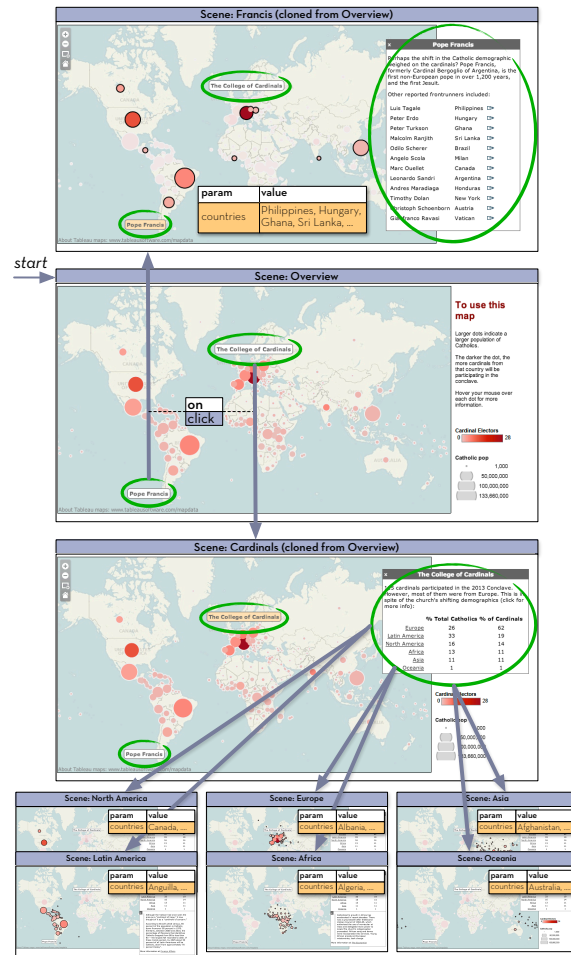 Scene: Francis (cloned from Overview)
x Pope Francis
Perhaps the shift in the Catholic demographic
weighed on the cardinals? Pope Francis,
formerly Cardinal Bergoglio of Argentina, is the
first non-European pope in over 1,200 years,
and the first Jesuit.
Other reported frontrunners included:
Luis Tagale Philippines
Peter Erdo Hungary
Peter Turkson Ghana
Malcolm Ranjith Sri Lanka
Odilo Scherer Brazil
Angelo Scola Milan
Marc Ouellet Canada
Leonardo Sandri Argentina
Andres Maradiaga Honduras
Timothy Dolan New York
Christoph Schoenborn Austria
Gianfranco Ravasi Vatican
The College of Cardinals
CANADA
param value
countries Philippines, Hungary,
Ghana, Sri Lanka, ...
Pope Francis
About Tableau maps: www.tableausoftware.com/mapdata
start
Scene: Overview
The College of Cardinals
on
click
Pope Francis
About Tableau maps: www.tableausoftware.com/mapdata
To use this
map
Larger dots indicate a
larger population of
Catholics.
The darker the dot, the
more cardinals from
that country will be
participating in the
conclave.
Hover your mouse over
each dot for more
information.
Cardinal Electors
0 28
Catholic pop
1,000
50,000,000
100,000,000
133,660,000
Scene: Cardinals (cloned from Overview)
x The College of Cardinals
cardinals participated in the 2013 Conclave.
However, most of them were from Europe. This is in
spite of the church's shifting demographics (click for
more info):
% Total Catholics % of Cardinals
Europe 26 62
Latin America 33 19
North America 16 14
Africa 13 11
Asia 11 11
Oceania 1 1
The College of Cardinals
Pope Francis
Cardinal Electors
0 28
Catholic pop
Scene: North America
param value
countries Canada, ...
Scene: Europe
param value
countries Albania, ...
Scene: Asia
param value
countries Afghanistan, ...
Scene: Latin America
param value
countries Anguilla, ...
Scene: Africa
param value
countries Algeria, ...
Scene: Oceania
param value
countries Australia, ...